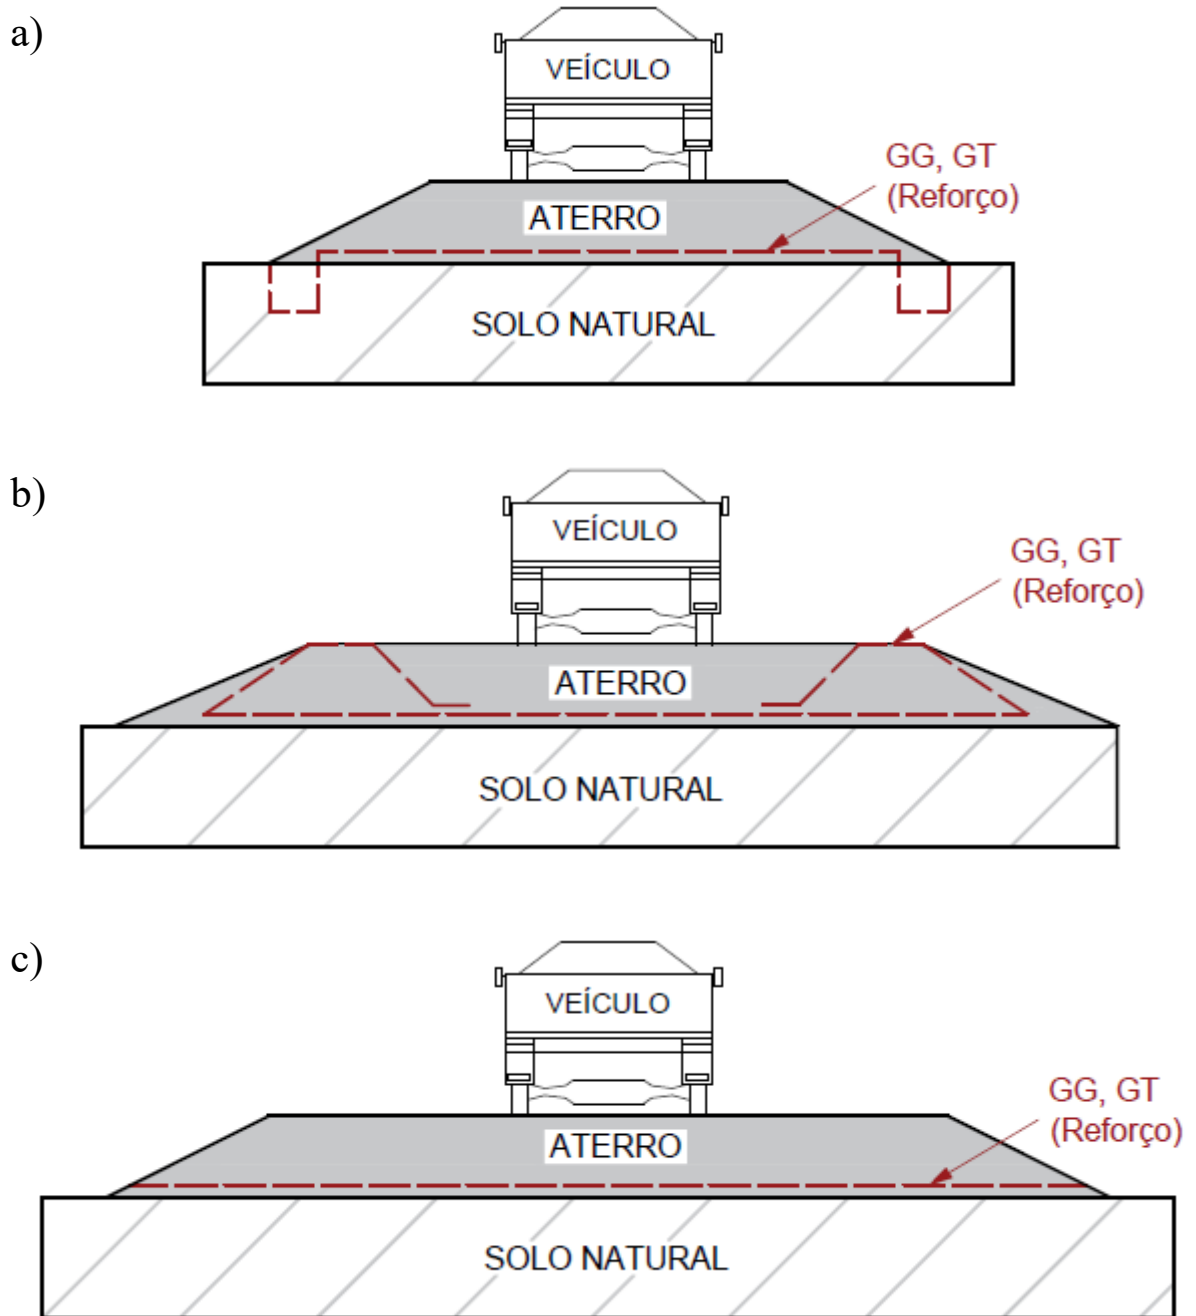 a)
VEÍCULO
GG, GT
(Reforço)
ATERRO
SOLO NATURAL
b)
VEÍCULO
GG, GT
(Reforço)
ATERRO
SOLO NATURAL
c)
VEÍCULO
GG, GT
(Reforço)
ATERRO
SOLO NATURAL